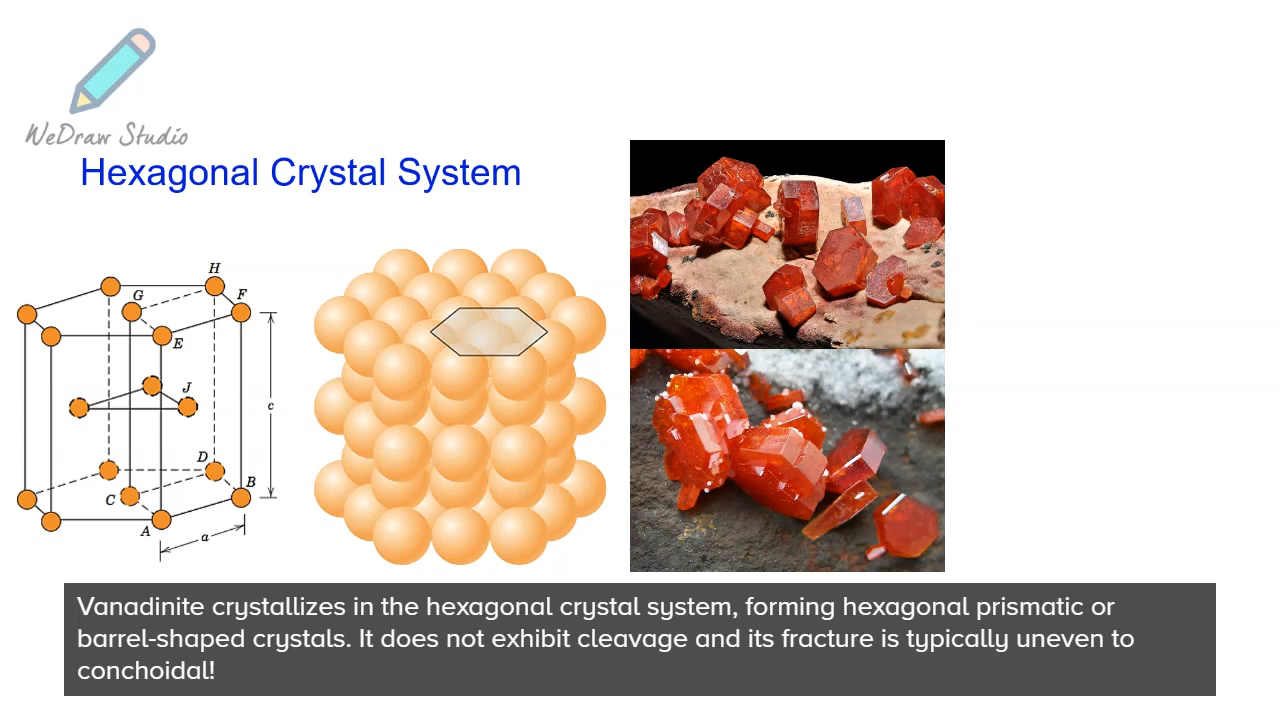 WeDraw Studio
Hexagonal Crystal System
H
G
F
E
J
c
D
B
C
A
a
Vanadinite crystallizes in the hexagonal crystal system, forming hexagonal prismatic or
barrel-shaped crystals. It does not exhibit cleavage and its fracture is typically uneven to
conchoidal!